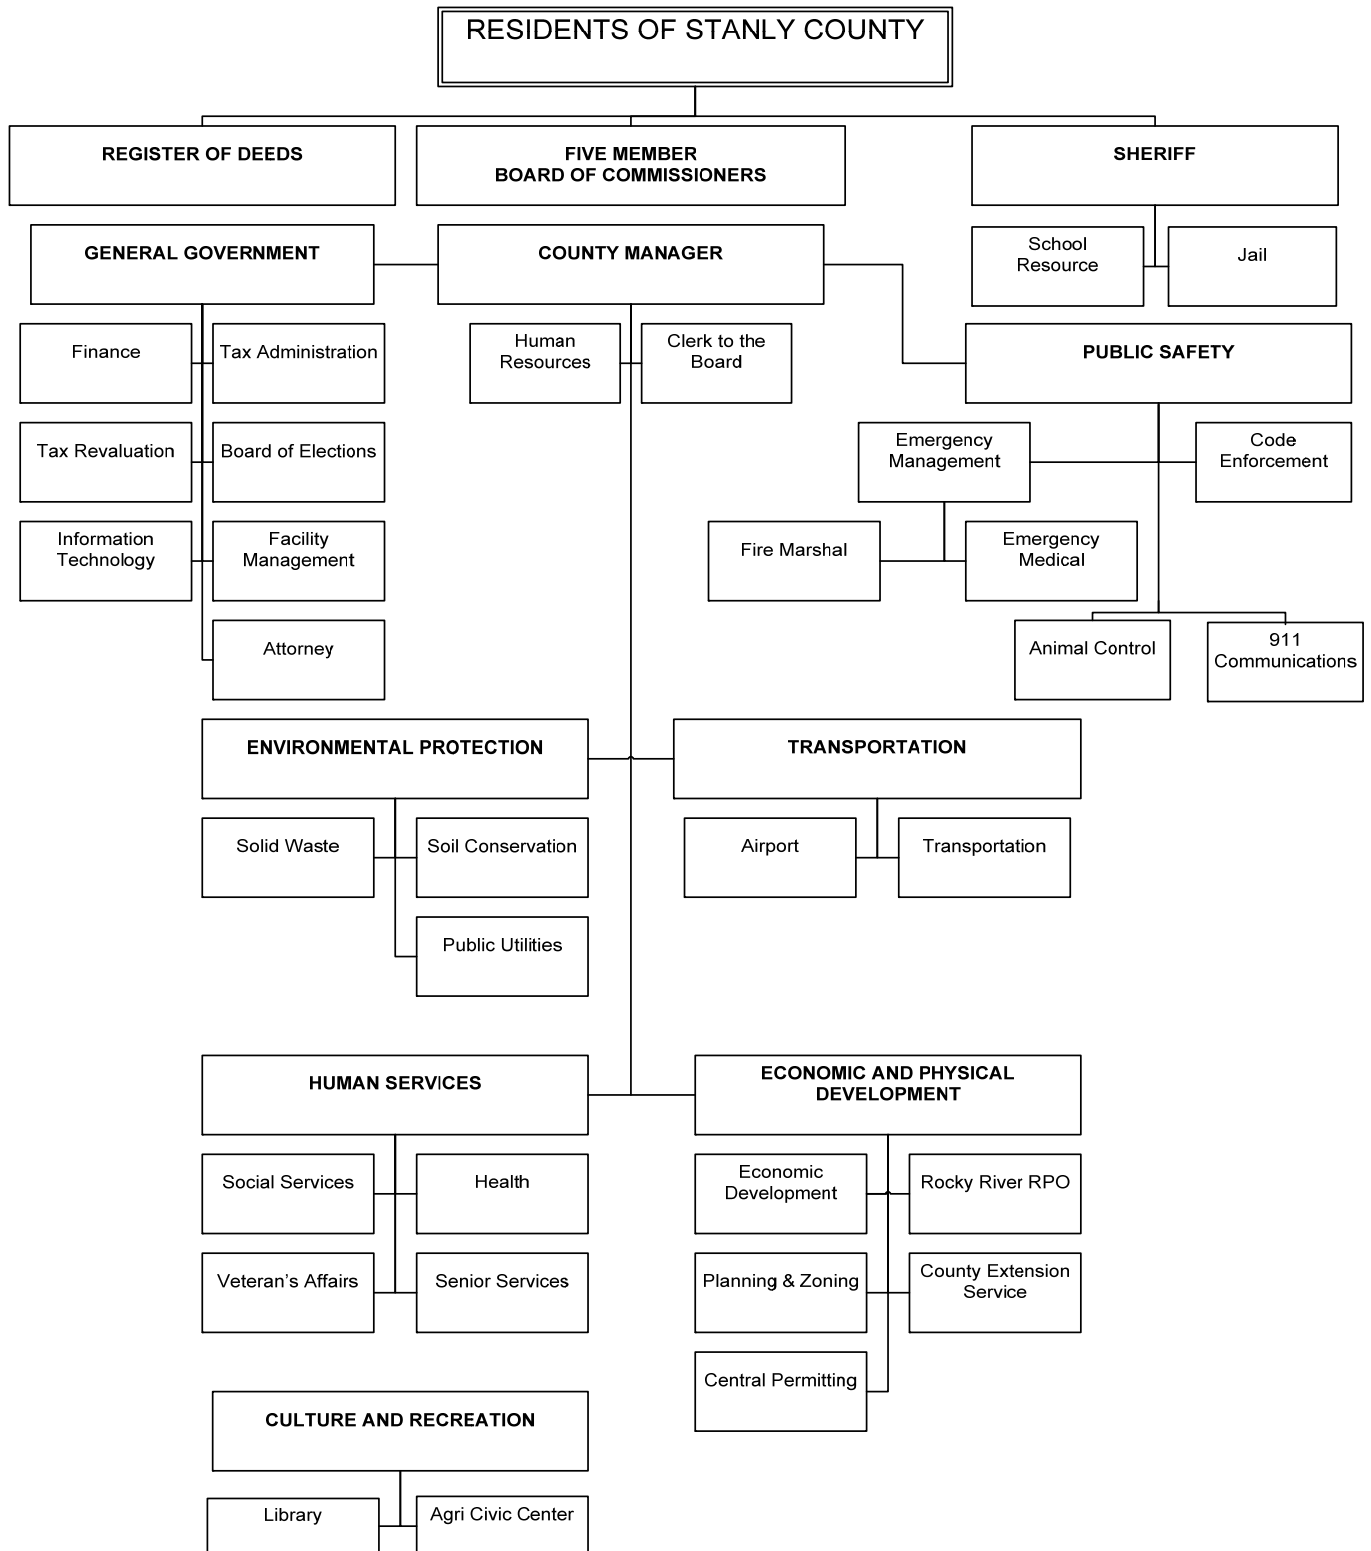 RESIDENTS OF STANLY COUNTY
REGISTER OF DEEDS
FIVE MEMBER
BOARD OF COMMISSIONERS
SHERIFF
School
Resource
Jail
GENERAL GOVERNMENT
COUNTY MANAGER
Finance
Tax Administration
Human
Resources
Clerk to the
Board
PUBLIC SAFETY
Tax Revaluation
Board of Elections
Emergency
Management
Code
Enforcement
Information
Technology
Facility
Management
Fire Marshal
Emergency
Medical
Attorney
Animal Control
911
Communications
ENVIRONMENTAL PROTECTION
TRANSPORTATION
Solid Waste
Soil Conservation
Airport
Transportation
Public Utilities
HUMAN SERVICES
ECONOMIC AND PHYSICAL
DEVELOPMENT
Social Services
Health
Economic
Development
Rocky River RPO
Veteran’s Affairs
Senior Services
Planning & Zoning
County Extension
Service
Central Permitting
CULTURE AND RECREATION
Library
Agri Civic Center